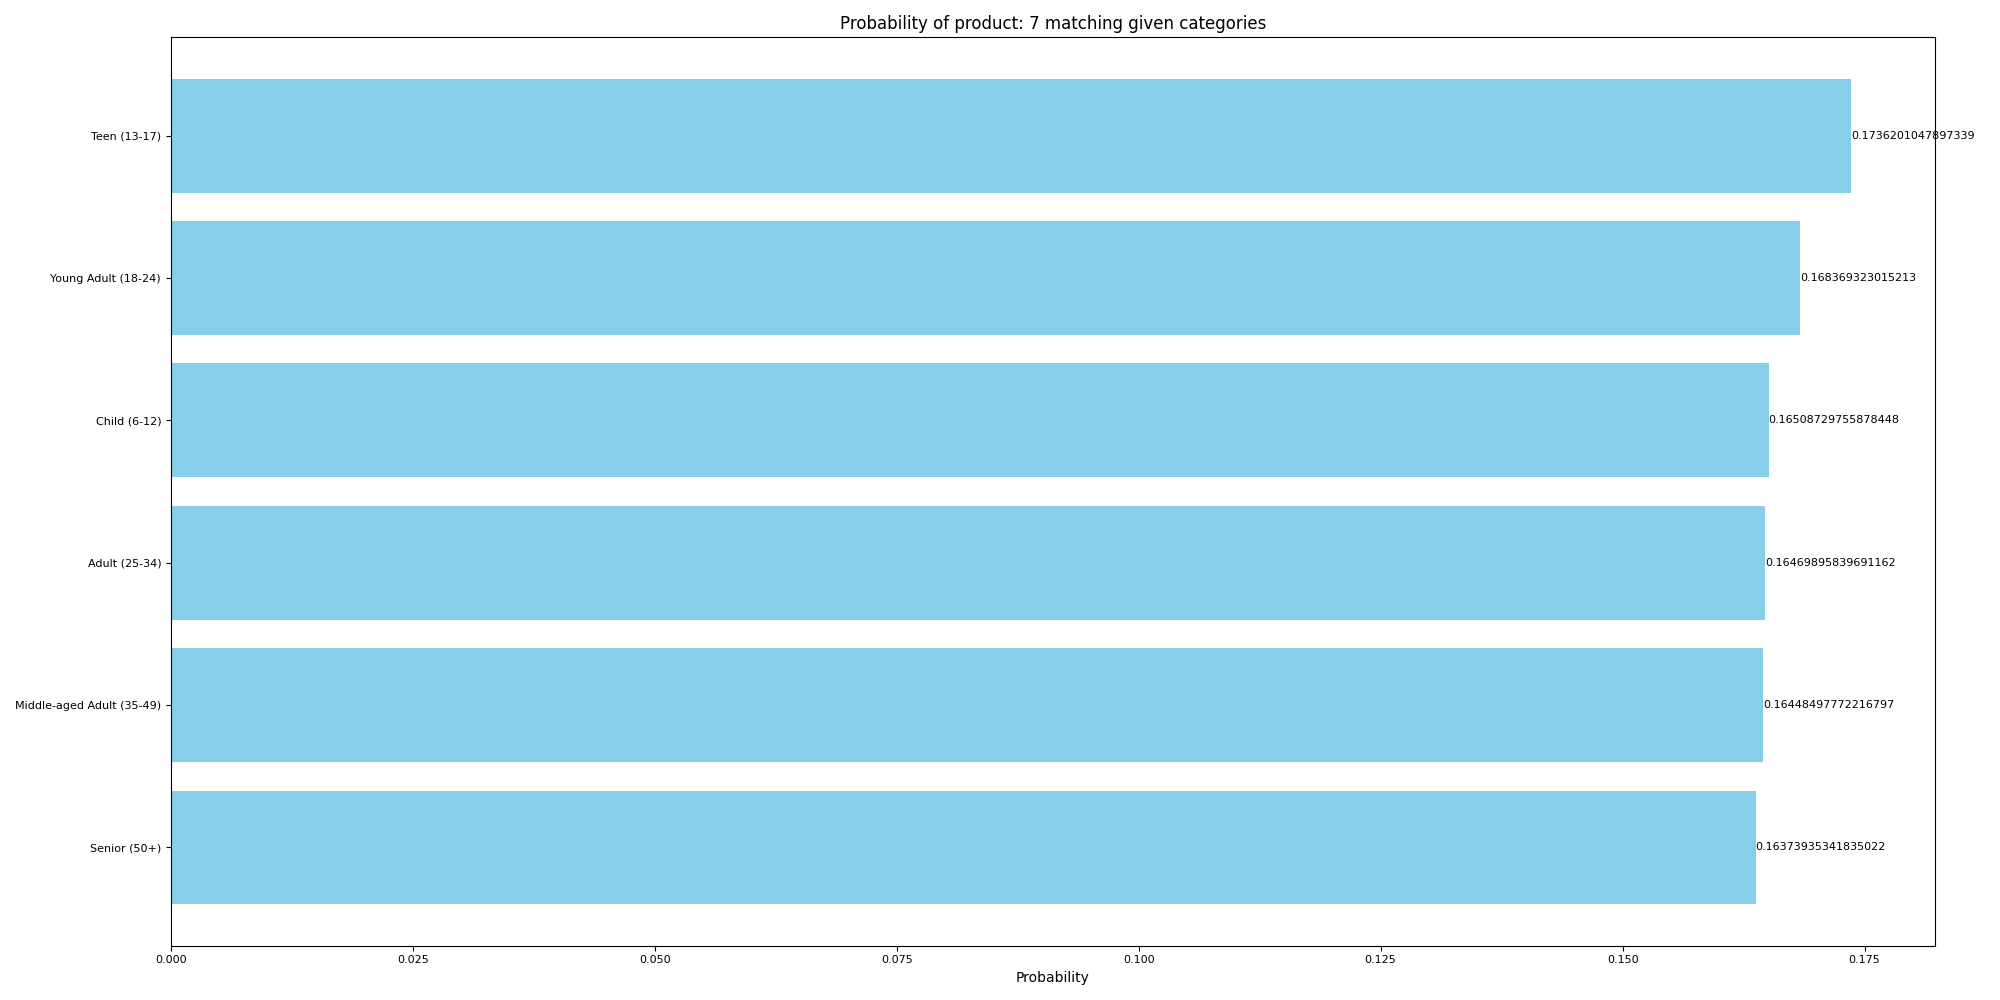 Probability of product: 7 matching given categories
Teen (13-17)
0.1736201047897339
Young Adult (18-24)
0.168369323015213
Child (6-12)
0.16508729755878448
Adult (25-34)
0.16469895839691162
Middle-aged Adult (35-49)
0.16448497772216797
Senior (50+)
0.16373935341835022
0.000 0.025 0.050 0.075 0.100 0.125 0.150 0.175
Probability